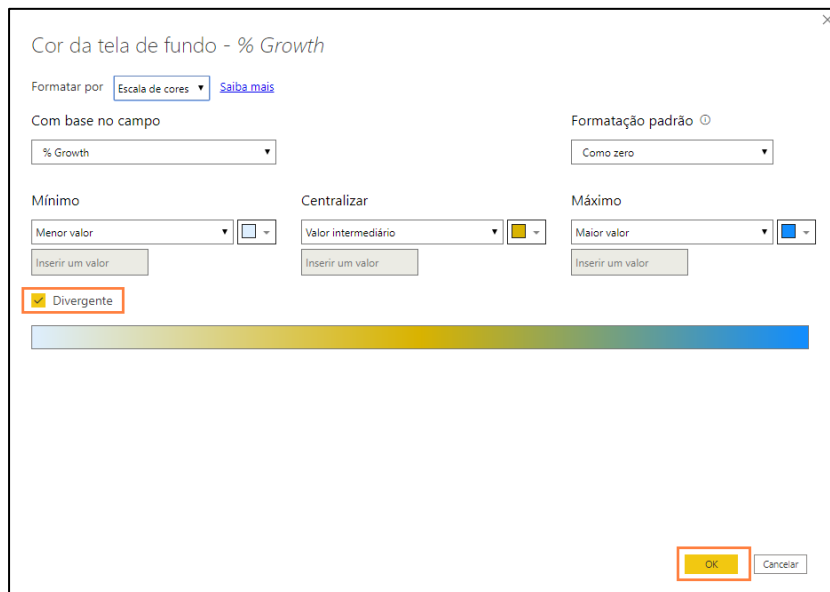 Cor da tela de fundo - % Growth
Formatar por Escala de cores Saiba mais
Com base no campo Formatação padrão
% Growth Como zero
Mínimo Centralizar Máximo
Menor valor Valor intermediário Maior valor
Inserir um valor Inserir um valor Inserir um valor
Divergente
OK Cancelar